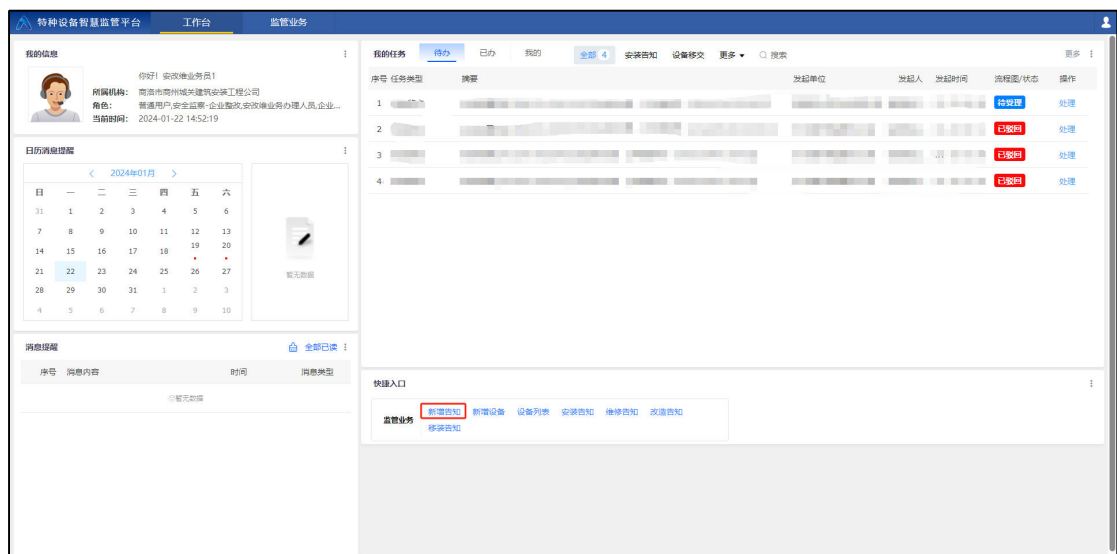 特种设备智慧监管平台 工作台 监管业务
我的信息
你好! 安改维业务员1
所属机构: 商洛市商州城关建筑安装工程公司
角色: 普通用户,安全监察-企业整改,安改维业务办理人员,企业...
当前时间: 2024-01-22 14:52:19
日历消息提醒
2024年01月
日 一 二 三 四 五 六
31 1 2 3 4 5 6
7 8 9 10 11 12 13
14 15 16 17 18 19 20
21 22 23 24 25 26 27
28 29 30 31 1 2 3
4 5 6 7 8 9 10
暂无数据
消息提醒 全部已读
序号 消息内容 时间 消息类型
暂无数据
我的任务 待办 已办 我的 全部 4 安装告知 设备移交 更多 搜索 更多
序号 任务类型 摘要 发起单位 发起人 发起时间 流程图/状态 操作
1 待受理 处理
2 已驳回 处理
3 ... 已驳回 处理
4 已驳回 处理
快捷入口
监管业务 新增告知 新增设备 设备列表 安装告知 维修告知 改造告知
移装告知